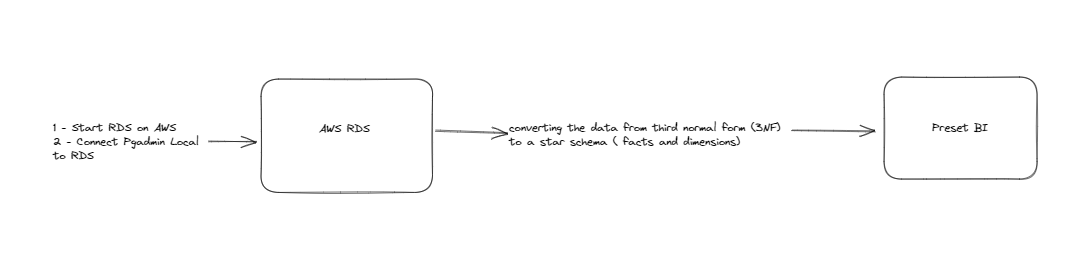 1 - Start RDS on AWS
2 - Connect Pgadmin Local
to RDS
AWS RDS
converting the data from third normal form (3NF)
to a star schema ( facts and dimensions)
Preset BI